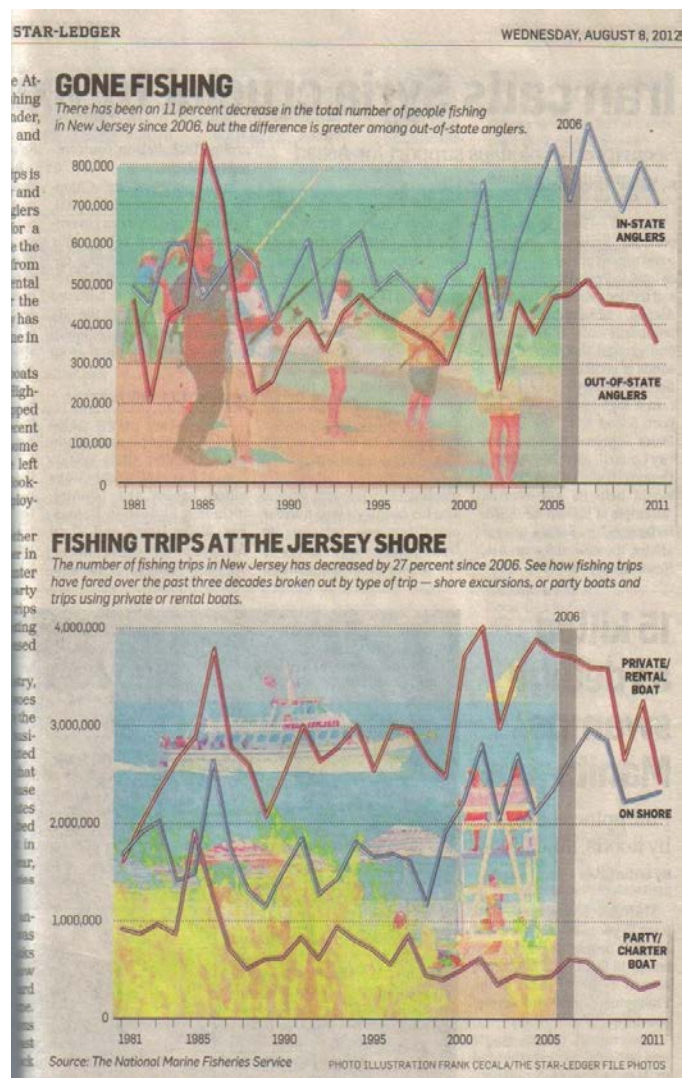 STAR-LEDGER
WEDNESDAY, AUGUST 8, 2012
GONE FISHING
There has been an 11 percent decrease in the total number of people fishing
in New Jersey since 2006, but the difference is greater among out-of-state anglers.
2006
800,000
700,000
600,000
500,000
400,000
300,000
200,000
100,000
0
IN-STATE
ANGLERS
OUT-OF-STATE
ANGLERS
1981 1985 1990 1995 2000 2005 2011
FISHING TRIPS AT THE JERSEY SHORE
The number of fishing trips in New Jersey has decreased by 27 percent since 2006. See how fishing trips
have fared over the past three decades broken out by type of trip — shore excursions, or party boats and
trips using private or rental boats.
2006
4,000,000
3,000,000
2,000,000
1,000,000
0
PRIVATE/
RENTAL
BOAT
ON SHORE
PARTY/
CHARTER
BOAT
1981 1985 1990 1995 2000 2005 2011
Source: The National Marine Fisheries Service
PHOTO ILLUSTRATION FRANK CECALA/THE STAR-LEDGER FILE PHOTOS